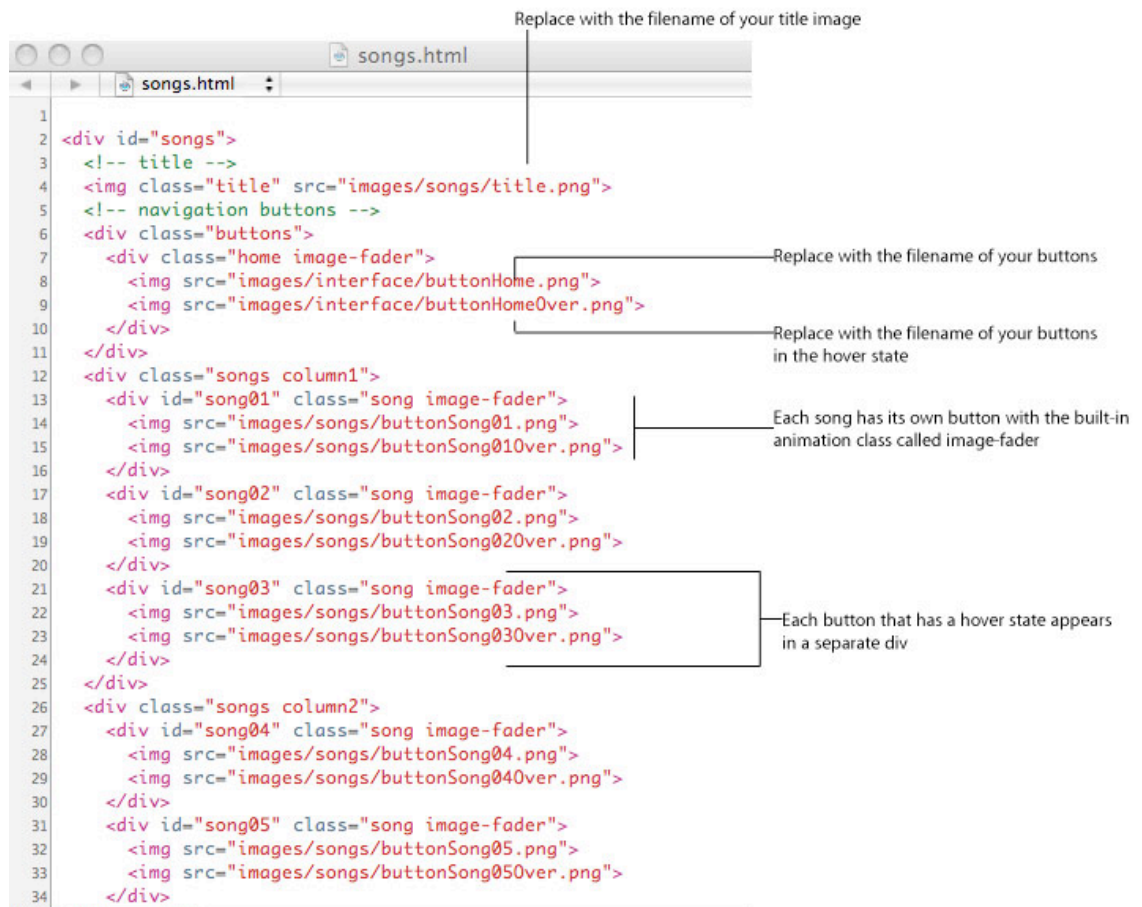 Replace with the filename of your title image
songs.html
songs.html
1
2 <div id="songs">
3 <!-- title -->
4 <img class="title" src="images/songs/title.png">
5 <!-- navigation buttons -->
6 <div class="buttons">
7 <div class="home image-fader">
8 <img src="images/interface/buttonHome.png">
9 <img src="images/interface/buttonHomeOver.png">
10 </div>
11 </div>
12 <div class="songs column1">
13 <div id="song01" class="song image-fader">
14 <img src="images/songs/buttonSong01.png">
15 <img src="images/songs/buttonSong01Over.png">
16 </div>
17 <div id="song02" class="song image-fader">
18 <img src="images/songs/buttonSong02.png">
19 <img src="images/songs/buttonSong02Over.png">
20 </div>
21 <div id="song03" class="song image-fader">
22 <img src="images/songs/buttonSong03.png">
23 <img src="images/songs/buttonSong03Over.png">
24 </div>
25 </div>
26 <div class="songs column2">
27 <div id="song04" class="song image-fader">
28 <img src="images/songs/buttonSong04.png">
29 <img src="images/songs/buttonSong04Over.png">
30 </div>
31 <div id="song05" class="song image-fader">
32 <img src="images/songs/buttonSong05.png">
33 <img src="images/songs/buttonSong05Over.png">
34 </div>
Replace with the filename of your buttons
Replace with the filename of your buttons
in the hover state
Each song has its own button with the built-in
animation class called image-fader
Each button that has a hover state appears
in a separate div